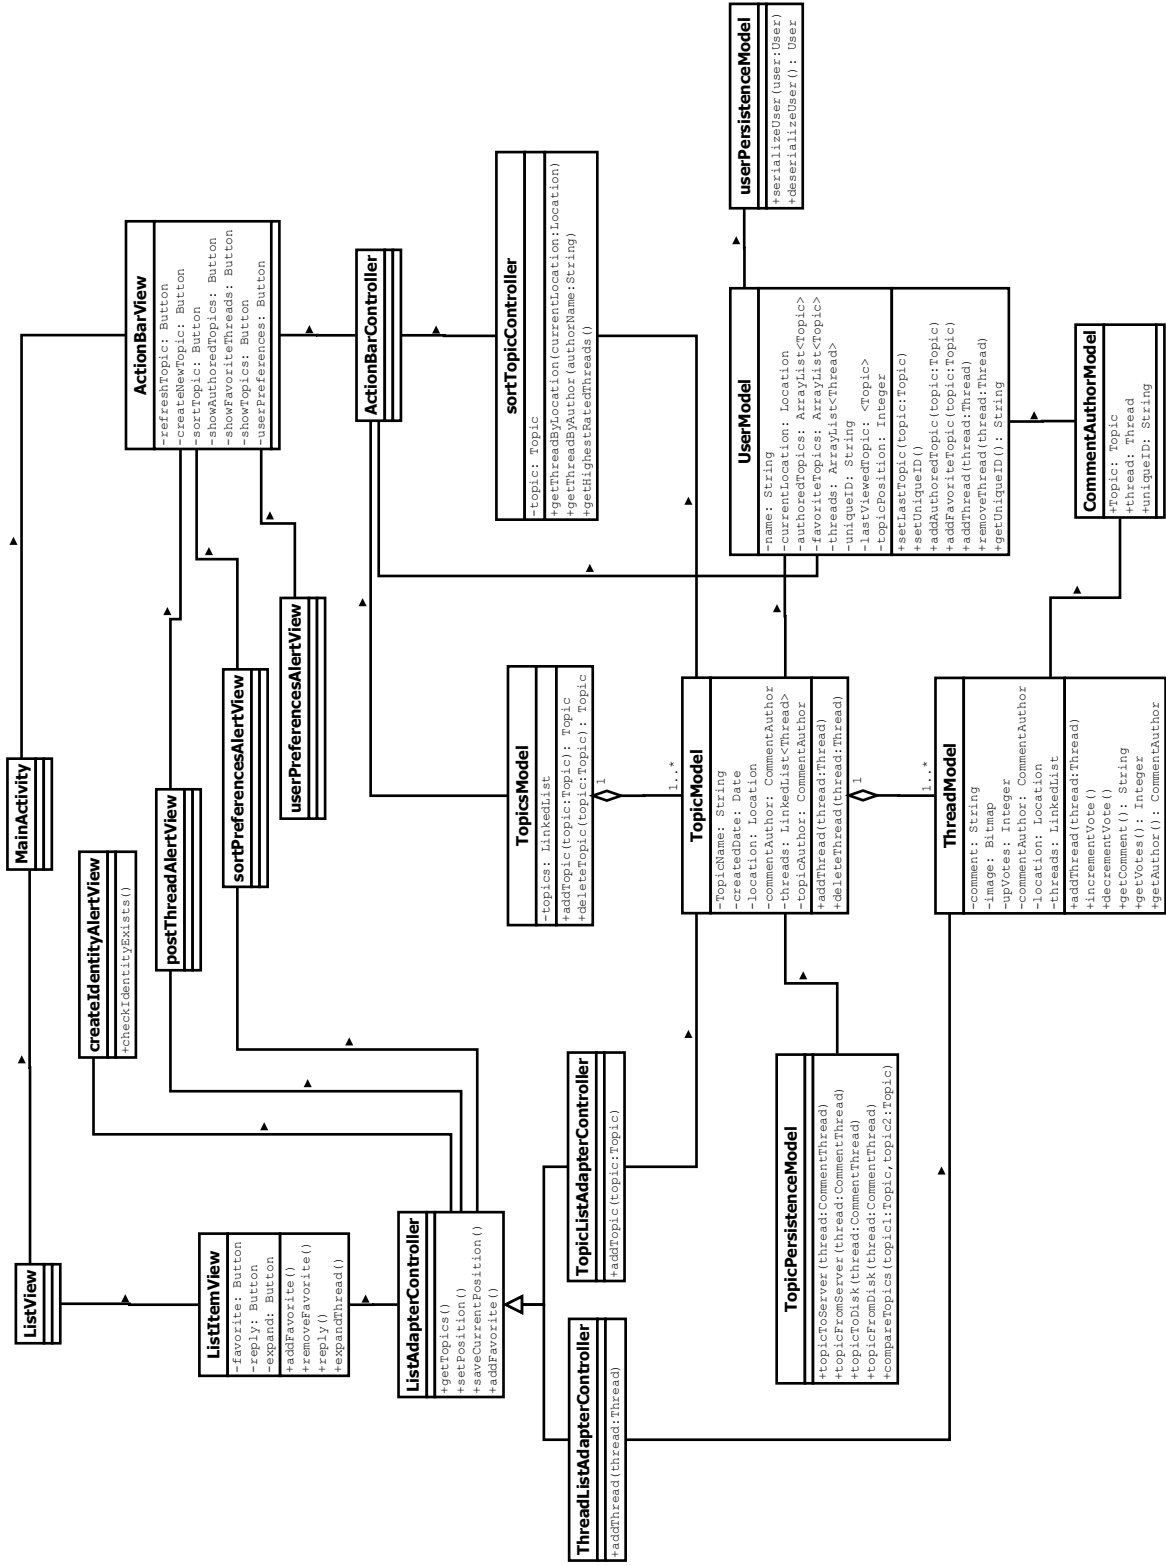 MainActivity
ListView
ActionBarView
-refreshTopic: Button
-createNewTopic: Button
-sortTopic: Button
-showAuthoredTopics: Button
-showFavoriteThreads: Button
-showTopics: Button
-userPreferences: Button
createIdentityAlertView
+checkIdentityExists()
postThreadAlertView
sortPreferencesAlertView
userPreferencesAlertView
ListItemView
-favorite: Button
-reply: Button
-expand: Button
+addFavorite()
+removeFavorite()
+reply()
+expandThread()
ActionBarController
ListAdapterController
+getTopics()
+setPosition()
+saveCurrentPosition()
+addFavorite()
sortTopicController
-topic: Topic
+getThreadByLocation(currentLocation:Location)
+getThreadByAuthor(authorName:String)
+getHighestRatedThreads()
TopicsModel
-topics: LinkedList
+addTopic(topic:Topic): Topic
+deleteTopic(topic:Topic): Topic
1
1..*
ThreadListAdapterController
+addThread(thread:Thread)
TopicListAdapterController
+addTopic(topic:Topic)
TopicModel
-TopicName: String
-createdDate: Date
-location: Location
-commentAuthor: CommentAuthor
-threads: LinkedList<Thread>
-topicAuthor: CommentAuthor
+addThread(thread:Thread)
+deleteThread(thread:Thread)
1
1..*
UserModel
-name: String
-currentLocation: Location
-authoredTopics: ArrayList<Topic>
-favoriteTopics: ArrayList<Topic>
-threads: ArrayList<Thread>
-uniqueID: String
-lastViewedTopic: <Topic>
-topicPosition: Integer
+setLastTopic(topic:Topic)
+setUniqueID()
+addAuthoredTopic(topic:Topic)
+addFavoriteTopic(topic:Topic)
+addThread(thread:Thread)
+removeThread(thread:Thread)
+getUniqueID(): String
userPersistenceModel
+serializeUser(user:User)
+deserializeUser(): User
TopicPersistenceModel
+topicToServer(thread:CommentThread)
+topicFromServer(thread:CommentThread)
+topicToDisk(thread:CommentThread)
+topicFromDisk(thread:CommentThread)
+compareTopics(topic1:Topic,topic2:Topic)
ThreadModel
-comment: String
-image: Bitmap
-upVotes: Integer
-commentAuthor: CommentAuthor
-location: Location
-threads: LinkedList
+addThread(thread:Thread)
+incrementVote()
+decrementVote()
+getComment(): String
+getVotes(): Integer
+getAuthor(): CommentAuthor
CommentAuthorModel
+Topic: Topic
+thread: Thread
+uniqueID: String